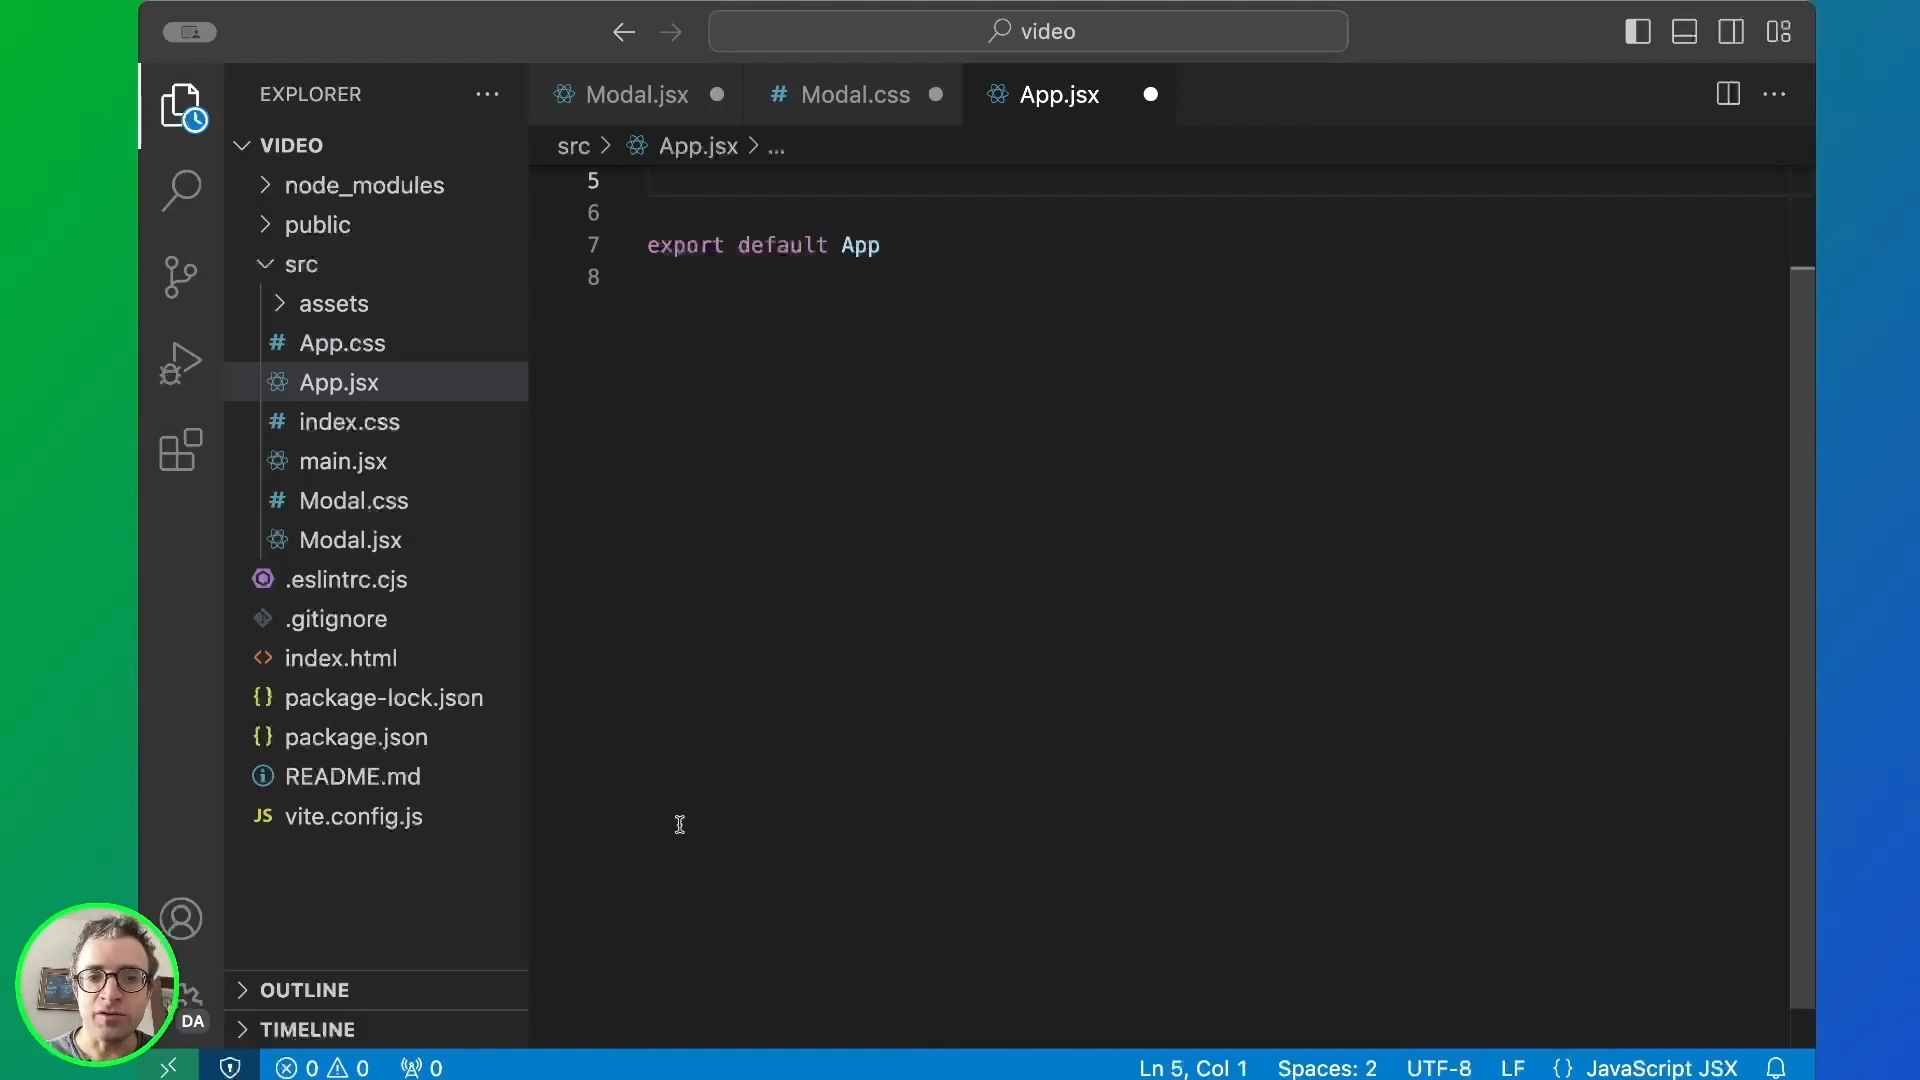 video
EXPLORER
Modal.jsx
Modal.css
App.jsx
VIDEO
src > App.jsx > ...
node_modules
public
src
assets
App.css
App.jsx
index.css
main.jsx
Modal.css
Modal.jsx
.eslintrc.cjs
.gitignore
index.html
package-lock.json
package.json
README.md
JS vite.config.js
5
6
7 export default App
8
OUTLINE
TIMELINE
DA
0 0 0
Ln 5, Col 1 Spaces: 2 UTF-8 LF {} JavaScript JSX